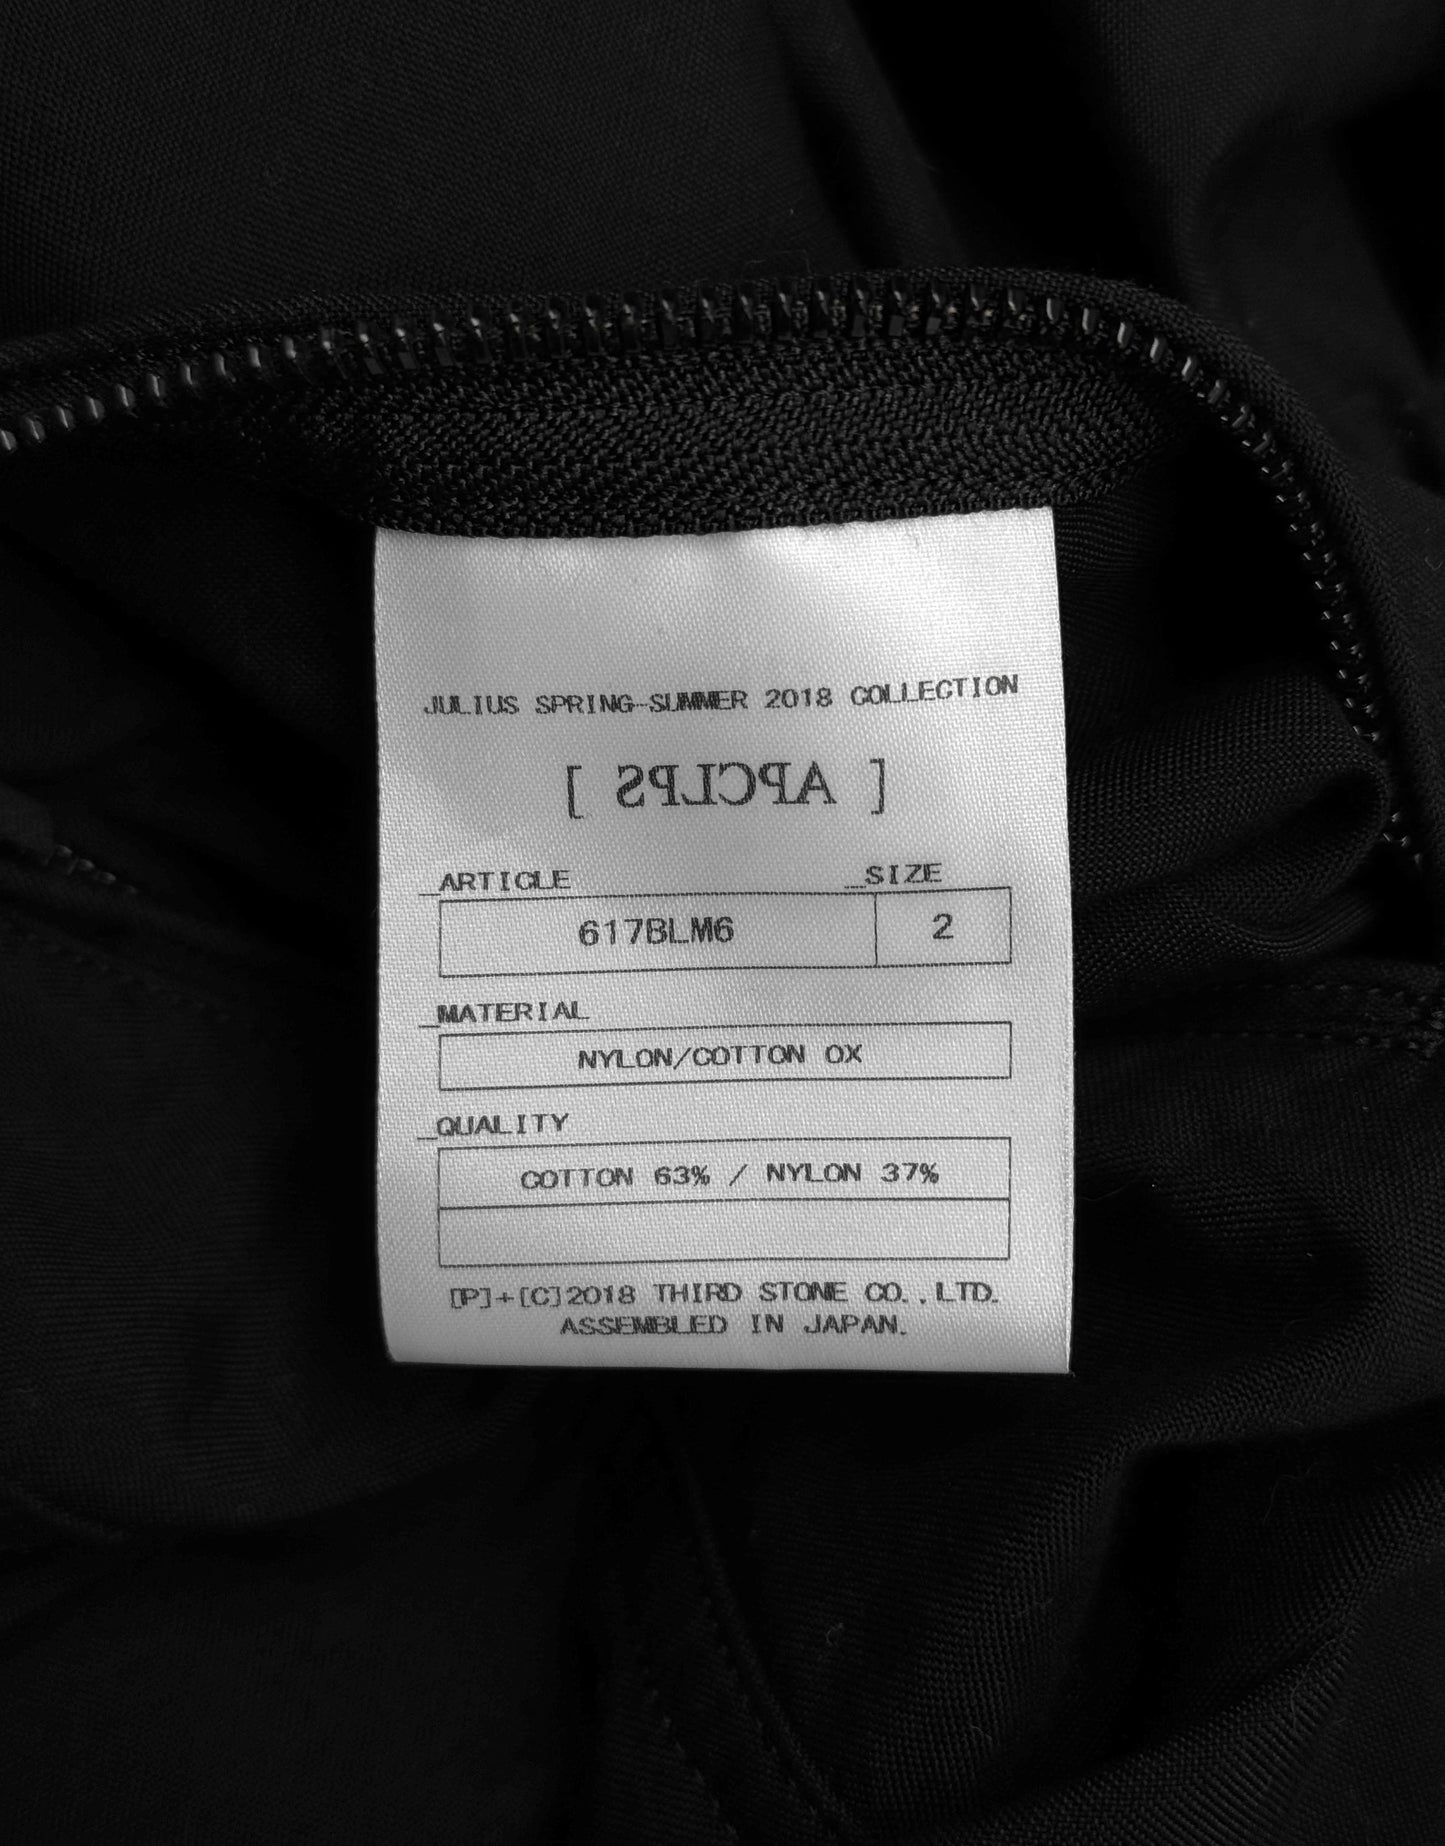 JULIUS SPRING-SUMMER 2018 COLLECTION
[ APCLPS ]
_ARTICLE _SIZE
617BLM6 2
_MATERIAL
NYLON/COTTON OX
_QUALITY
COTTON 63% / NYLON 37%
[P]+[C]2018 THIRD STONE CO.,LTD.
ASSEMBLED IN JAPAN.